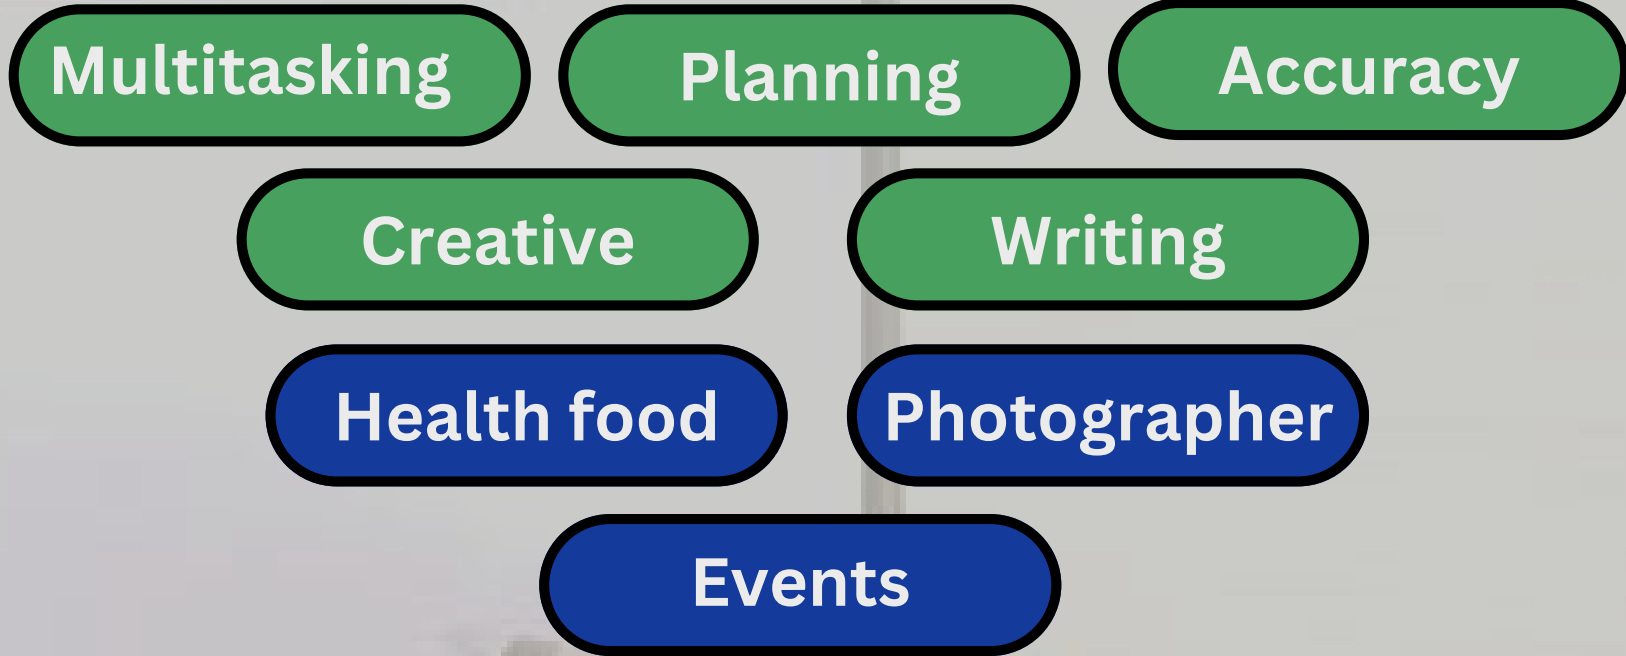 Multitasking
Planning
Accuracy
Creative
Writing
Health food
Photographer
Events